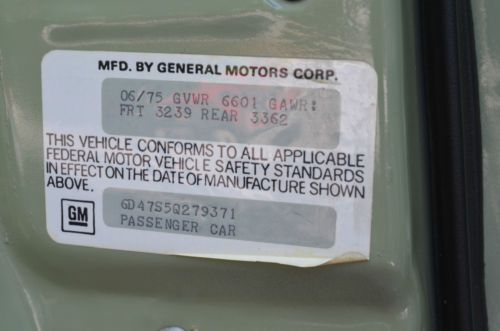 MFD. BY GENERAL MOTORS CORP.
06/75 GVWR 6601 GAWR:
FRT 3239 REAR 3362
THIS VEHICLE CONFORMS TO ALL APPLICABLE
FEDERAL MOTOR VEHICLE SAFETY STANDARDS
IN EFFECT ON THE DATE OF MANUFACTURE SHOWN
ABOVE.
GM
6D47S5Q279371
PASSENGER CAR